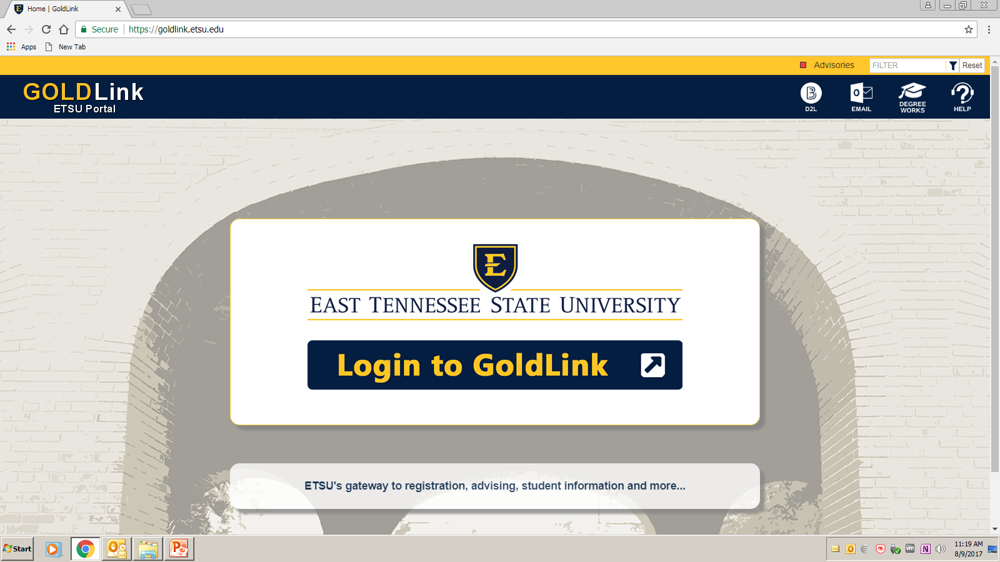 Home | GoldLink
Secure
https://goldlink.etsu.edu
Apps
New Tab
Advisories
FILTER
Reset
GOLDLink
ETSU Portal
B
D2L
O
EMAIL
DEGREE
WORKS
HELP
E
EAST TENNESSEE STATE UNIVERSITY
Login to GoldLink
ETSU's gateway to registration, advising, student information and more...
Start
11:19 AM
8/9/2017